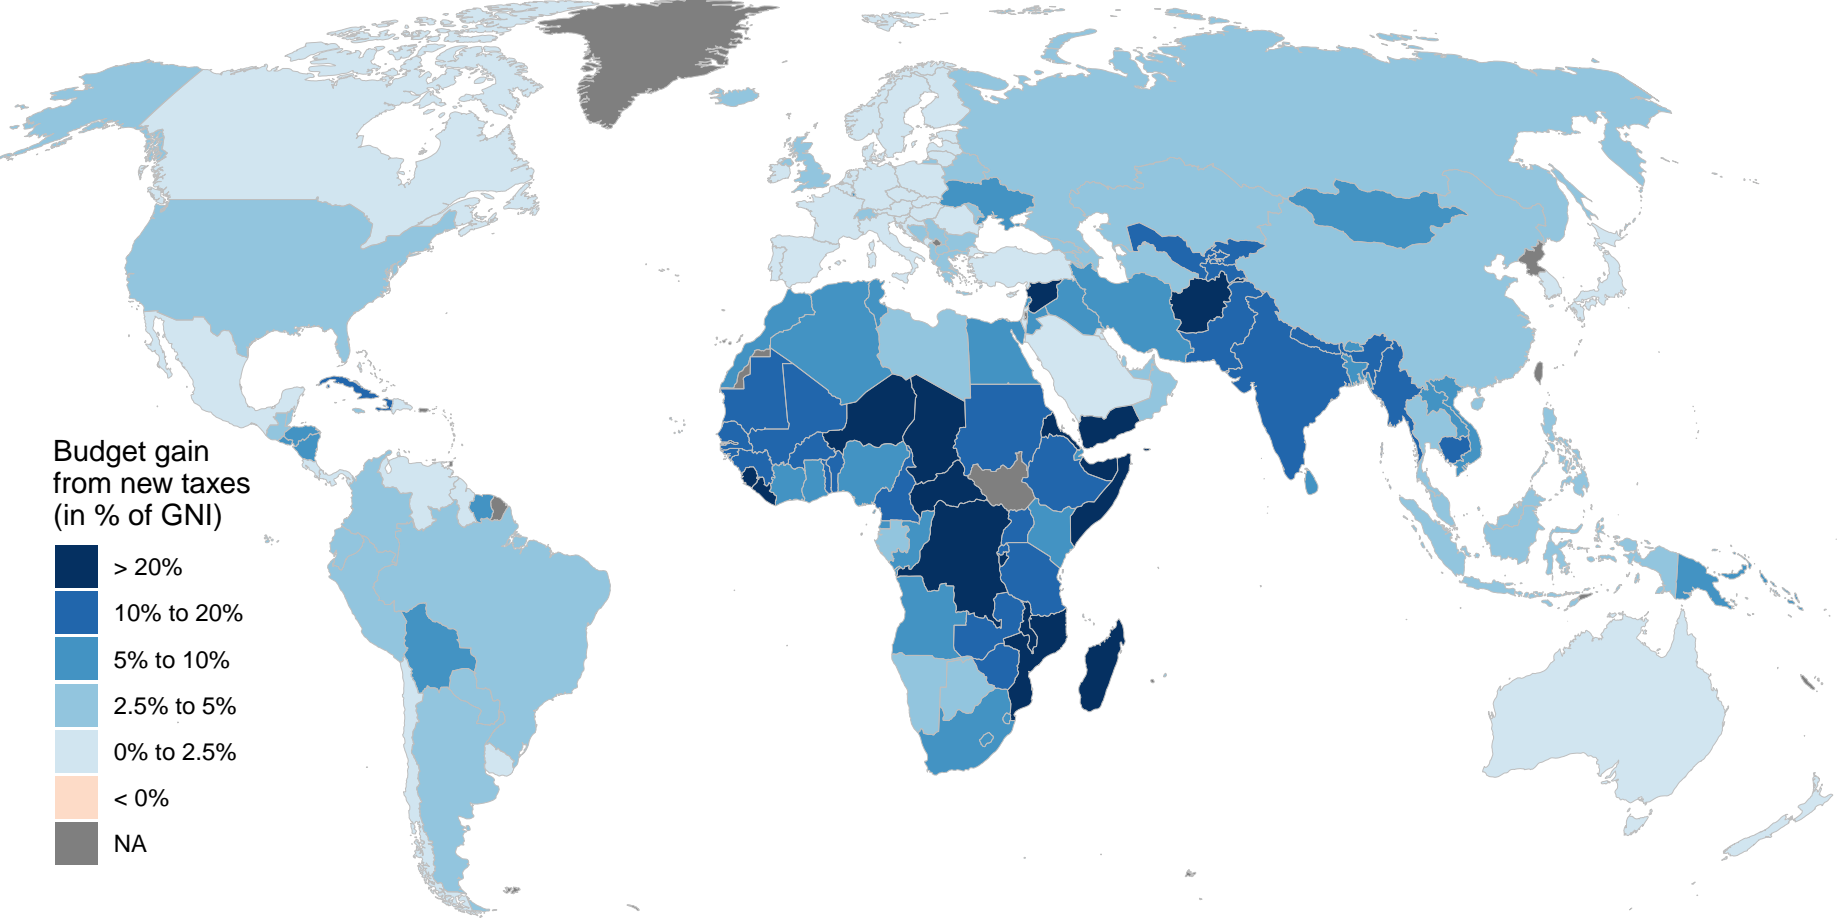 Budget gain
from new taxes
(in % of GNI)
> 20%
10% to 20%
5% to 10%
2.5% to 5%
0% to 2.5%
< 0%
NA